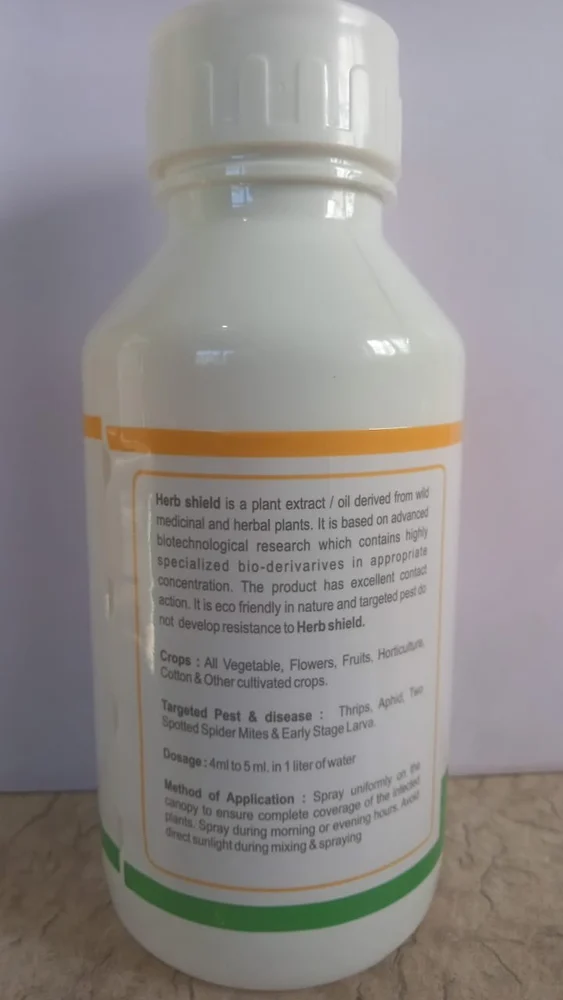 Herb shield is a plant extract / oil derived from wild
medicinal and herbal plants. It is based on advanced
biotechnological research which contains highly
specialized bio-derivarives in appropriate
concentration. The product has excellent contact
action. It is eco friendly in nature and targeted pest do
not develop resistance to Herb shield.
Crops : All Vegetable, Flowers, Fruits, Horticulture,
Cotton & Other cultivated crops.
Targeted Pest & disease : Thrips, Aphid, Two
Spotted Spider Mites & Early Stage Larva.
Dosage : 4ml to 5 ml. in 1 liter of water
Method of Application : Spray uniformly on the
canopy to ensure complete coverage of the infected
plants. Spray during morning or evening hours. Avoid
direct sunlight during mixing & spraying